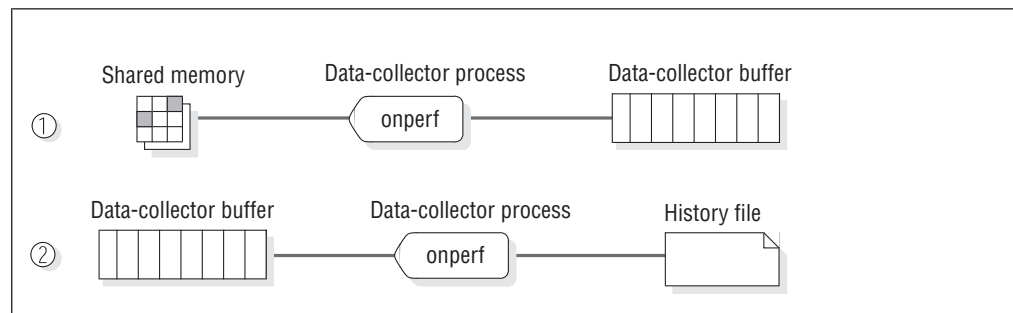 Shared memory
Data-collector process
Data-collector buffer
1
onperf
Data-collector buffer
Data-collector process
History file
2
onperf